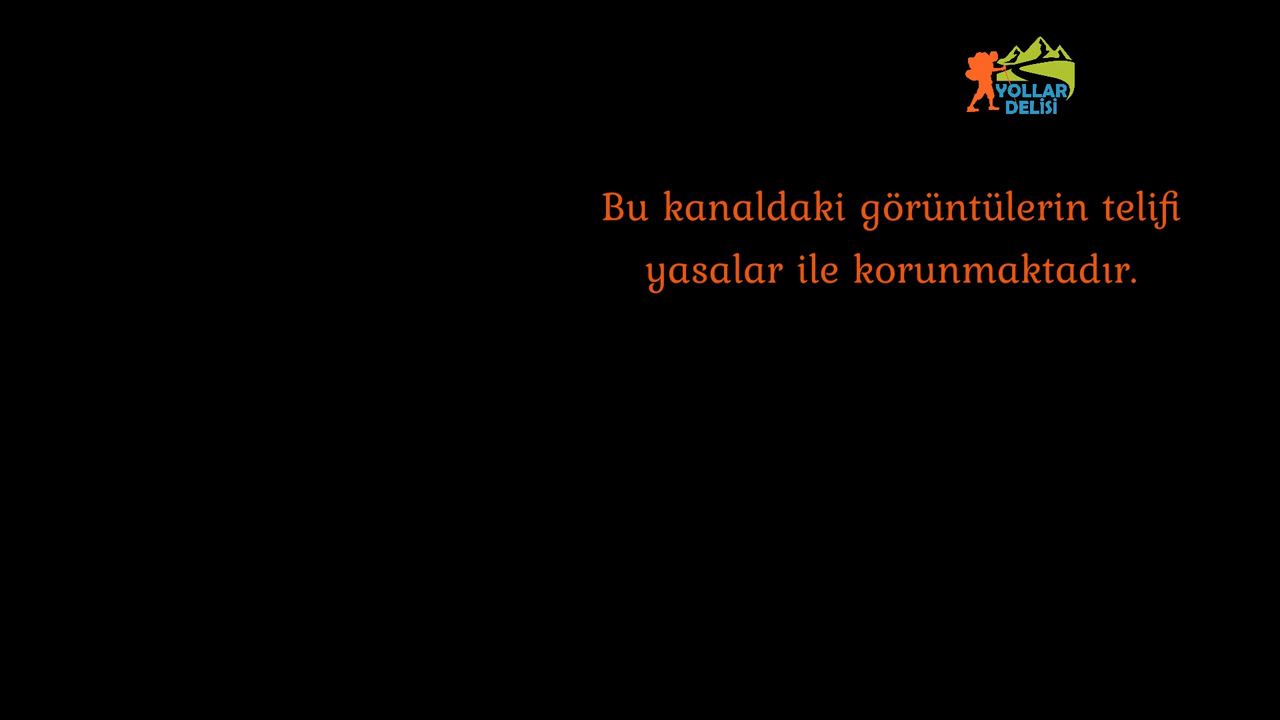 YOLLAR
DELİSİ
Bu kanaldaki görüntülerin telifi
yasalar ile korunmaktadır.